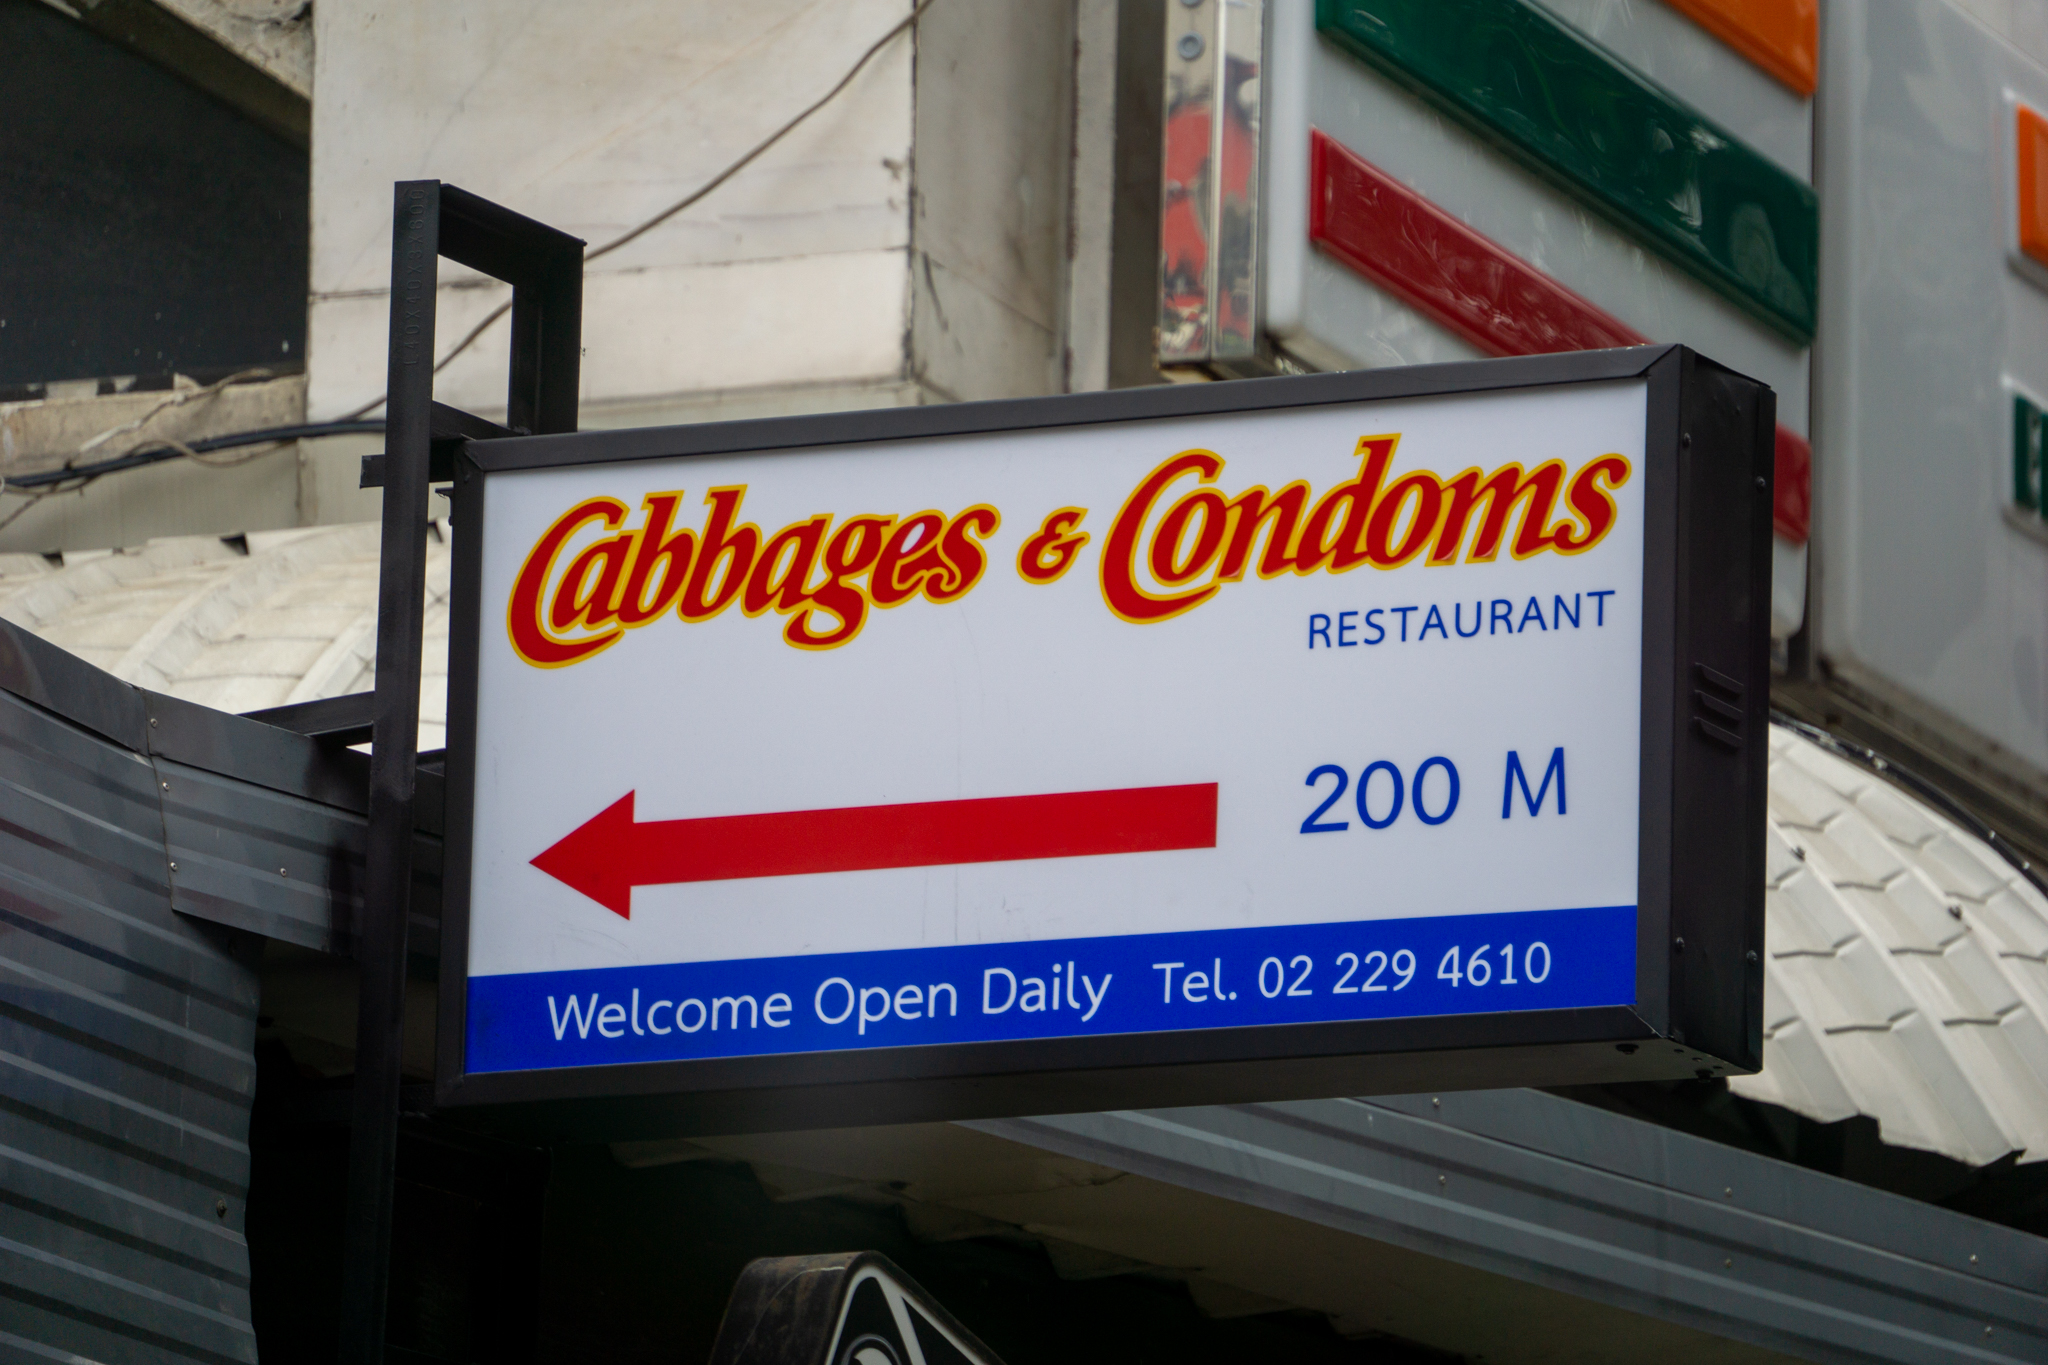 Cabbages & Condoms
RESTAURANT
200 M
Welcome Open Daily Tel. 02 229 4610